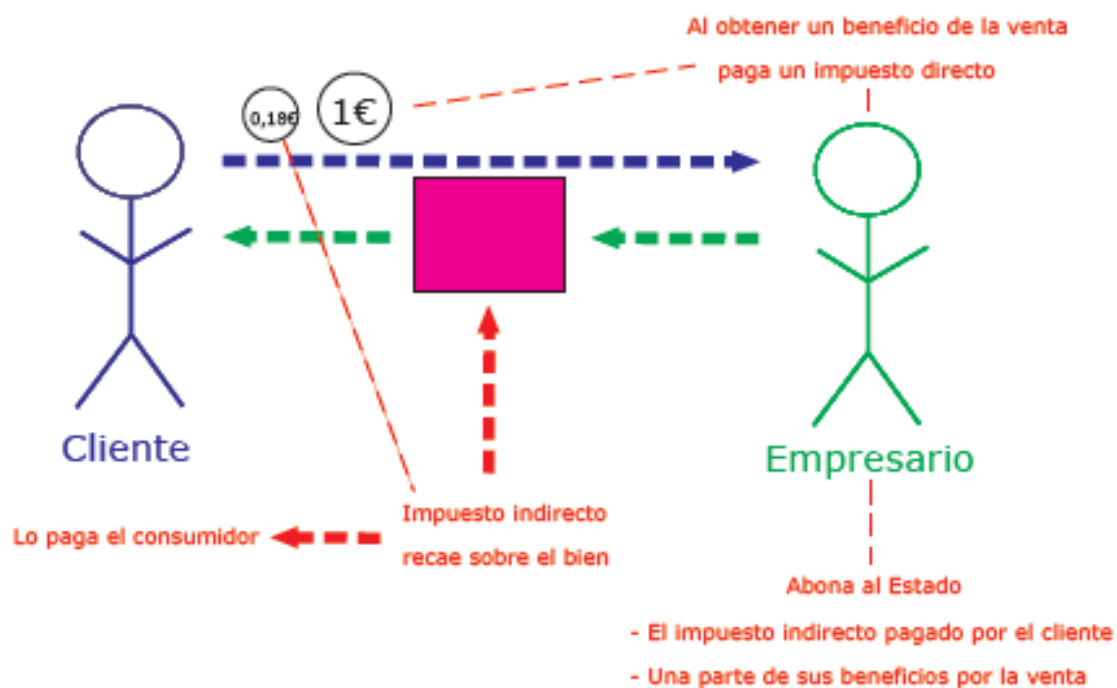 Al obtener un beneficio de la venta
paga un impuesto directo
0,18€
1€
Cliente
Empresario
Impuesto indirecto
recae sobre el bien
Lo paga el consumidor
Abona al Estado
- El impuesto indirecto pagado por el cliente
- Una parte de sus beneficios por la venta